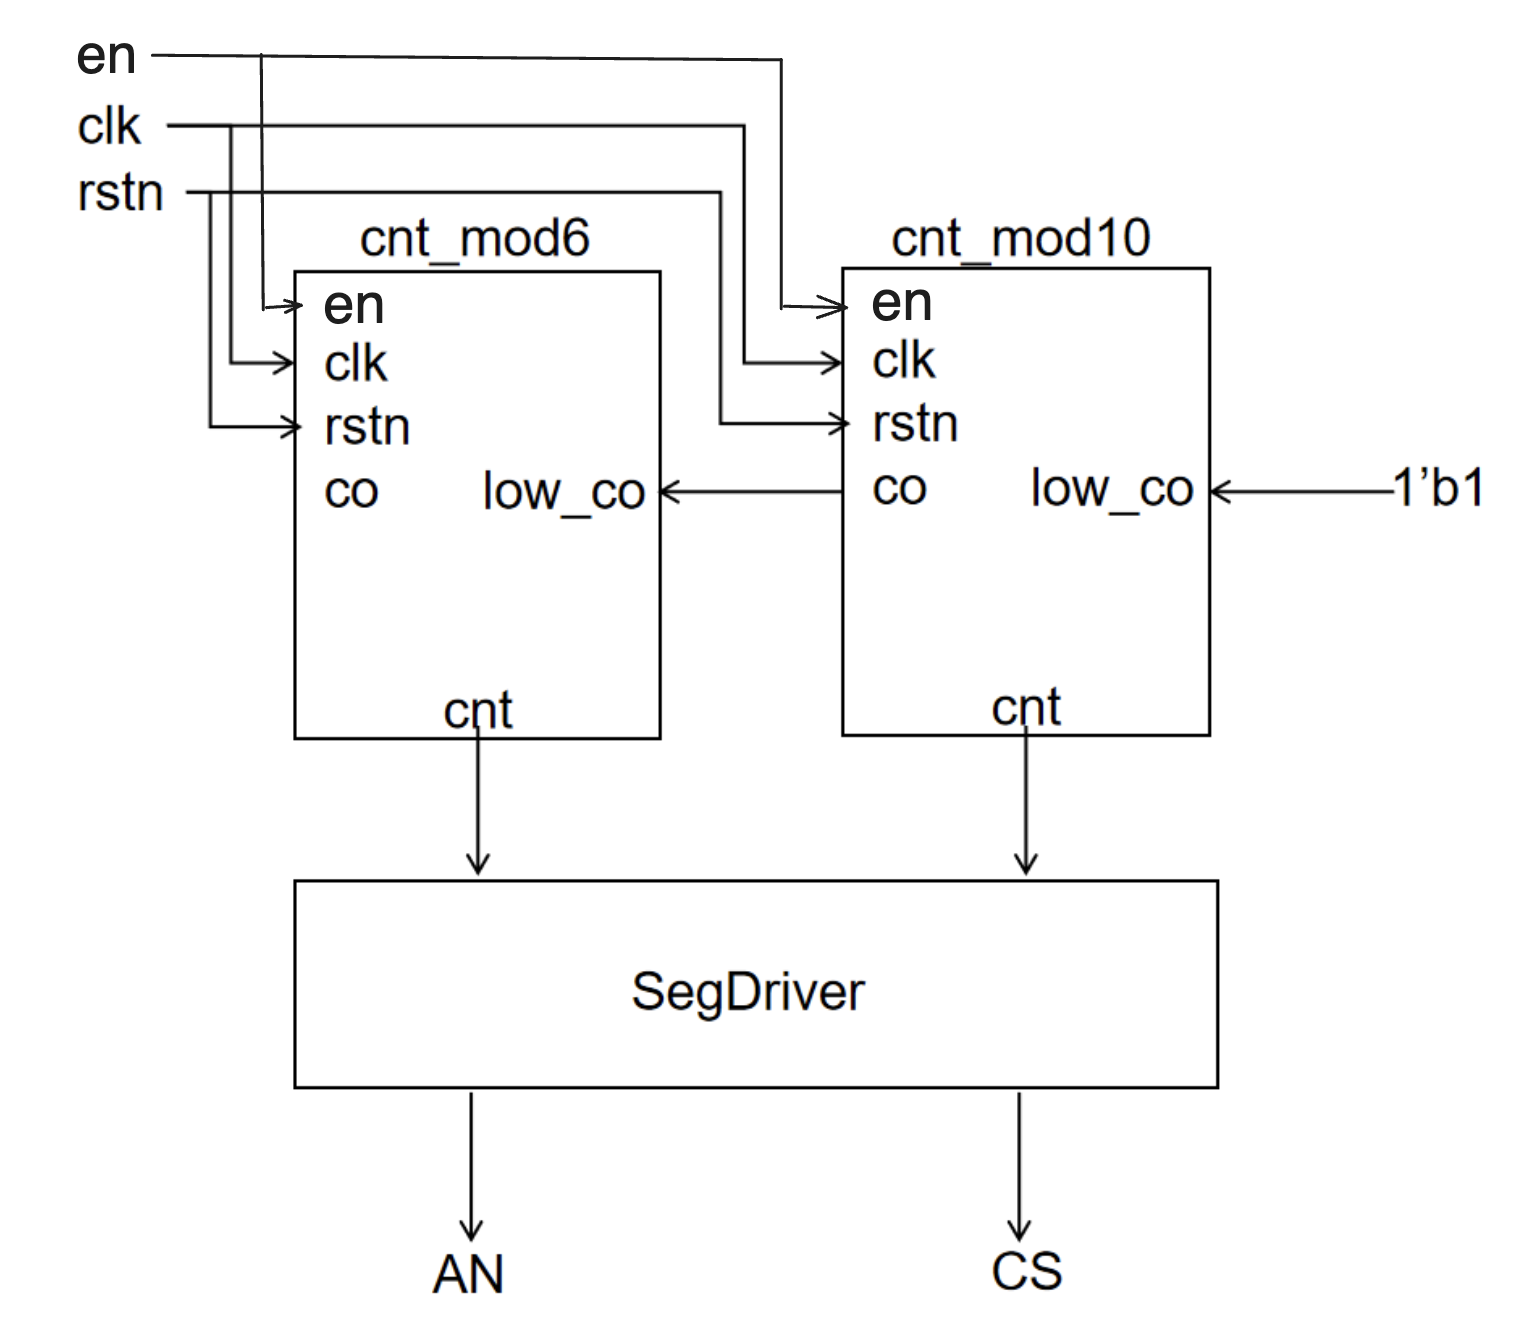 en
clk
rstn
cnt_mod6 cnt_mod10
en en
clk clk
rstn rstn
co low_co co low_co 1’b1
cnt cnt
SegDriver
AN CS